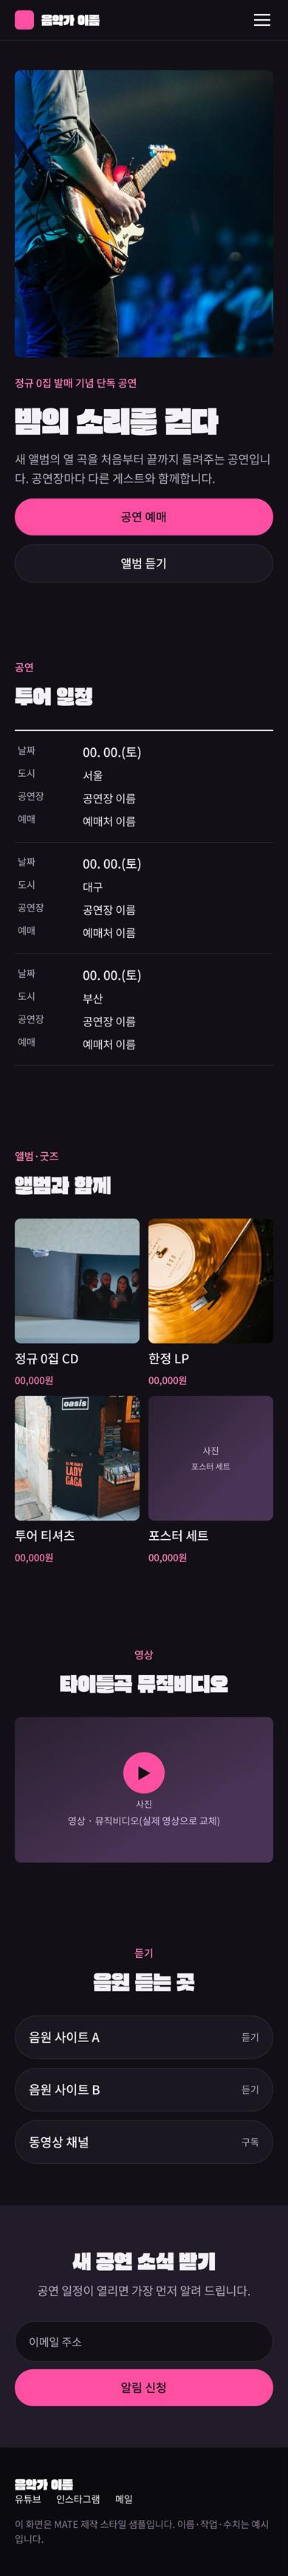 음악가 이름
정규 0집 발매 기념 단독 공연
밤의 소리를 걷다
새 앨범의 열 곡을 처음부터 끝까지 들려주는 공연입니
다. 공연장마다 다른 게스트와 함께합니다.
공연 예매
앨범 듣기
공연
투어 일정
날짜 00. 00.(토)
도시 서울
공연장 공연장 이름
예매 예매처 이름
날짜 00. 00.(토)
도시 대구
공연장 공연장 이름
예매 예매처 이름
날짜 00. 00.(토)
도시 부산
공연장 공연장 이름
예매 예매처 이름
앨범·굿즈
앨범과 함께
정규 0집 CD
00,000원
한정 LP
00,000원
oasis
LADY
GAGA
투어 티셔츠
00,000원
사진
포스터 세트
포스터 세트
00,000원
영상
타이틀곡 뮤직비디오
사진
영상 · 뮤직비디오(실제 영상으로 교체)
듣기
음원 듣는 곳
음원 사이트 A 듣기
음원 사이트 B 듣기
동영상 채널 구독
새 공연 소식 받기
공연 일정이 열리면 가장 먼저 알려 드립니다.
이메일 주소
알림 신청
음악가 이름
유튜브 인스타그램 메일
이 화면은 MATE 제작 스타일 샘플입니다. 이름·작업·수치는 예시
입니다.